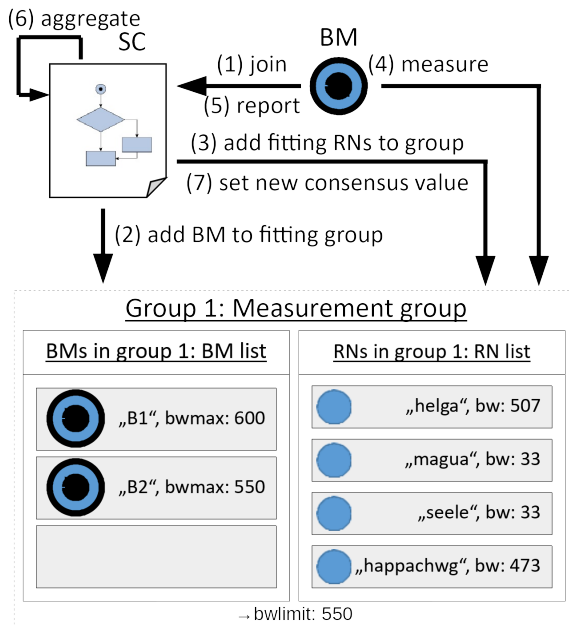 (6) aggregate
SC
BM
(1) join
(4) measure
(5) report
(3) add fitting RNs to group
(7) set new consensus value
(2) add BM to fitting group
Group 1: Measurement group
BMs in group 1: BM list
RNs in group 1: RN list
„B1“, bwmax: 600
„B2“, bwmax: 550
„helga“, bw: 507
„magua“, bw: 33
„seele“, bw: 33
„happachwg“, bw: 473
→bwlimit: 550